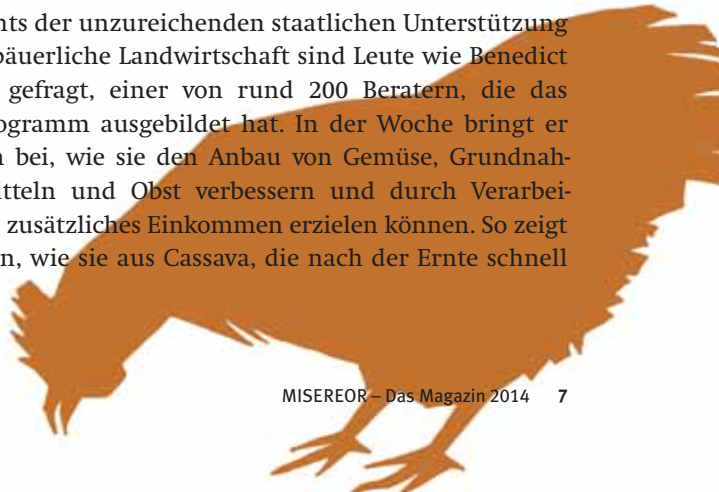 nts der unzureichenden staatlichen Unterstützung
bäuerliche Landwirtschaft sind Leute wie Benedict
gefragt, einer von rund 200 Beratern, die das
ogramm ausgebildet hat. In der Woche bringt er
n bei, wie sie den Anbau von Gemüse, Grundnah-
itteln und Obst verbessern und durch Verarbei-
zusätzliches Einkommen erzielen können. So zeigt
en, wie sie aus Cassava, die nach der Ernte schnell
MISEREOR – Das Magazin 2014 7